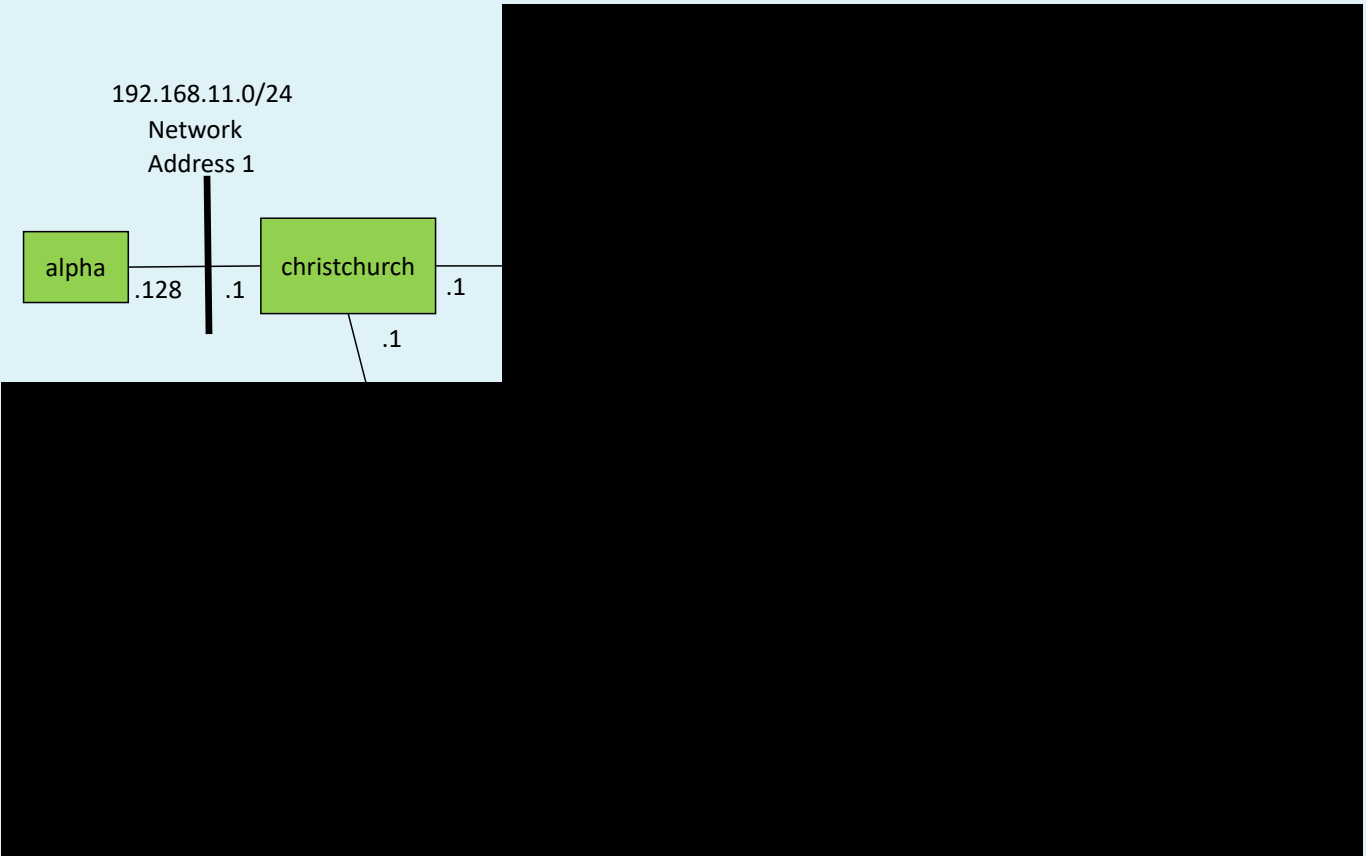 192.168.11.0/24
Network
Address 1
alpha
.128
.1
christchurch
.1
.1